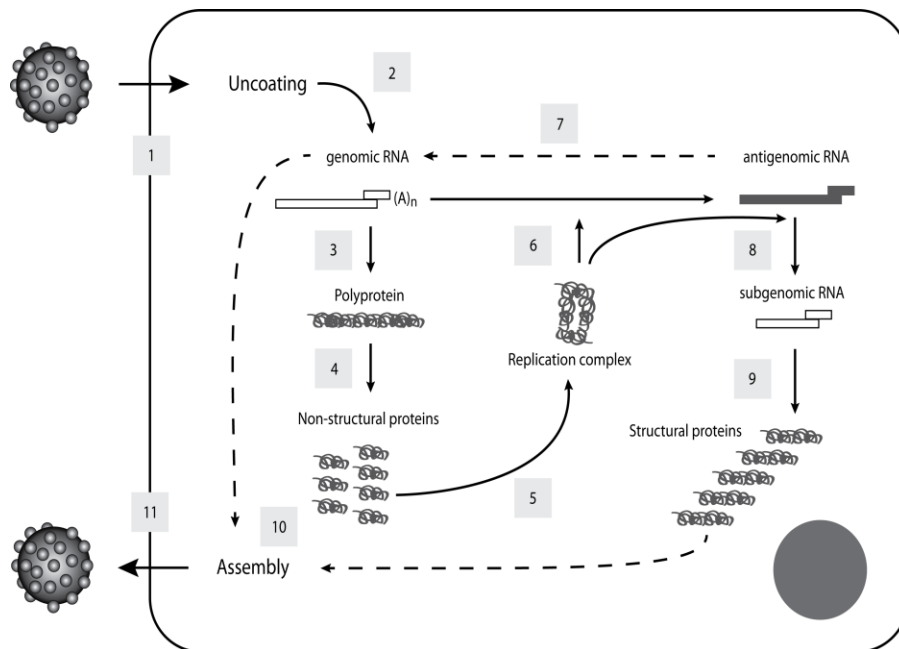 2
Uncoating
7
1
genomic RNA
antigenomic RNA
(A)n
3
6
8
Polyprotein
subgenomic RNA
4
Replication complex
9
Non-structural proteins
Structural proteins
5
11
10
Assembly